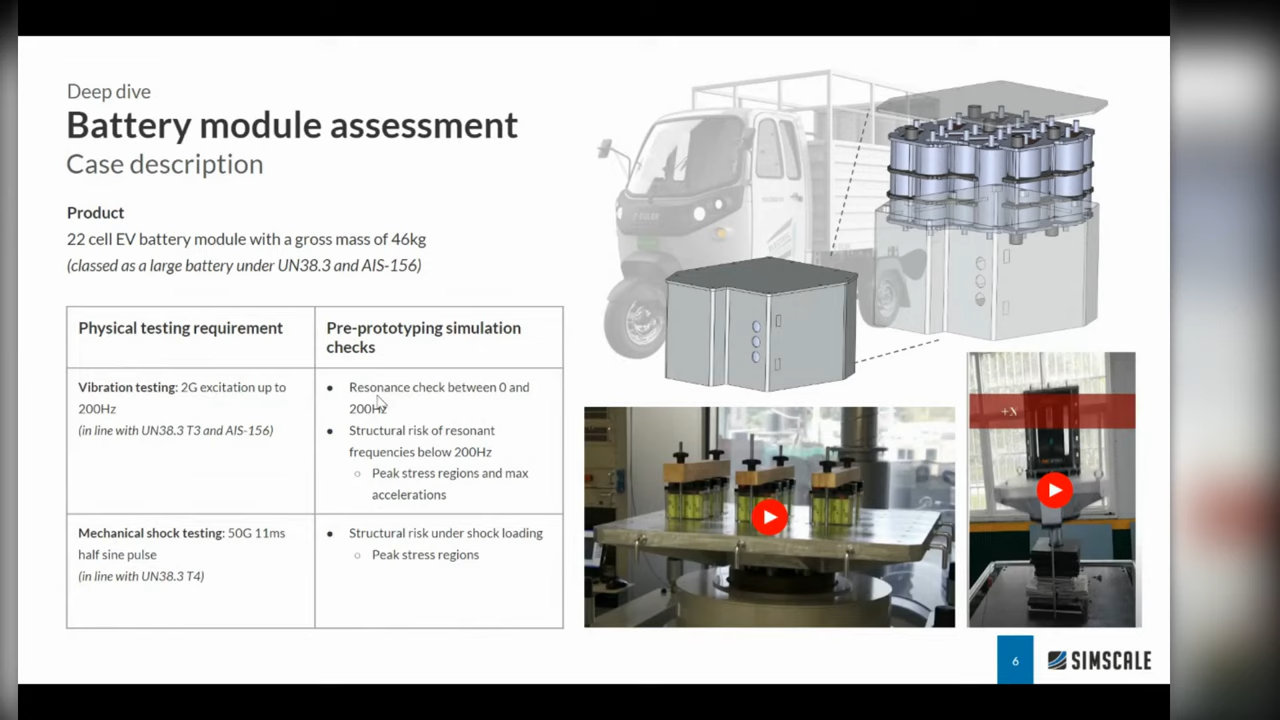 Deep dive
Battery module assessment
Case description
Product
22 cell EV battery module with a gross mass of 46kg
(classed as a large battery under UN38.3 and AIS-156)
Physical testing requirement
Pre-prototyping simulation
checks
Vibration testing: 2G excitation up to
200Hz
(in line with UN38.3 T3 and AIS-156)
● Resonance check between 0 and
200Hz
● Structural risk of resonant
frequencies below 200Hz
○ Peak stress regions and max
accelerations
Mechanical shock testing: 50G 11ms
half sine pulse
(in line with UN38.3 T4)
● Structural risk under shock loading
○ Peak stress regions
+X
6
SIMSCALE